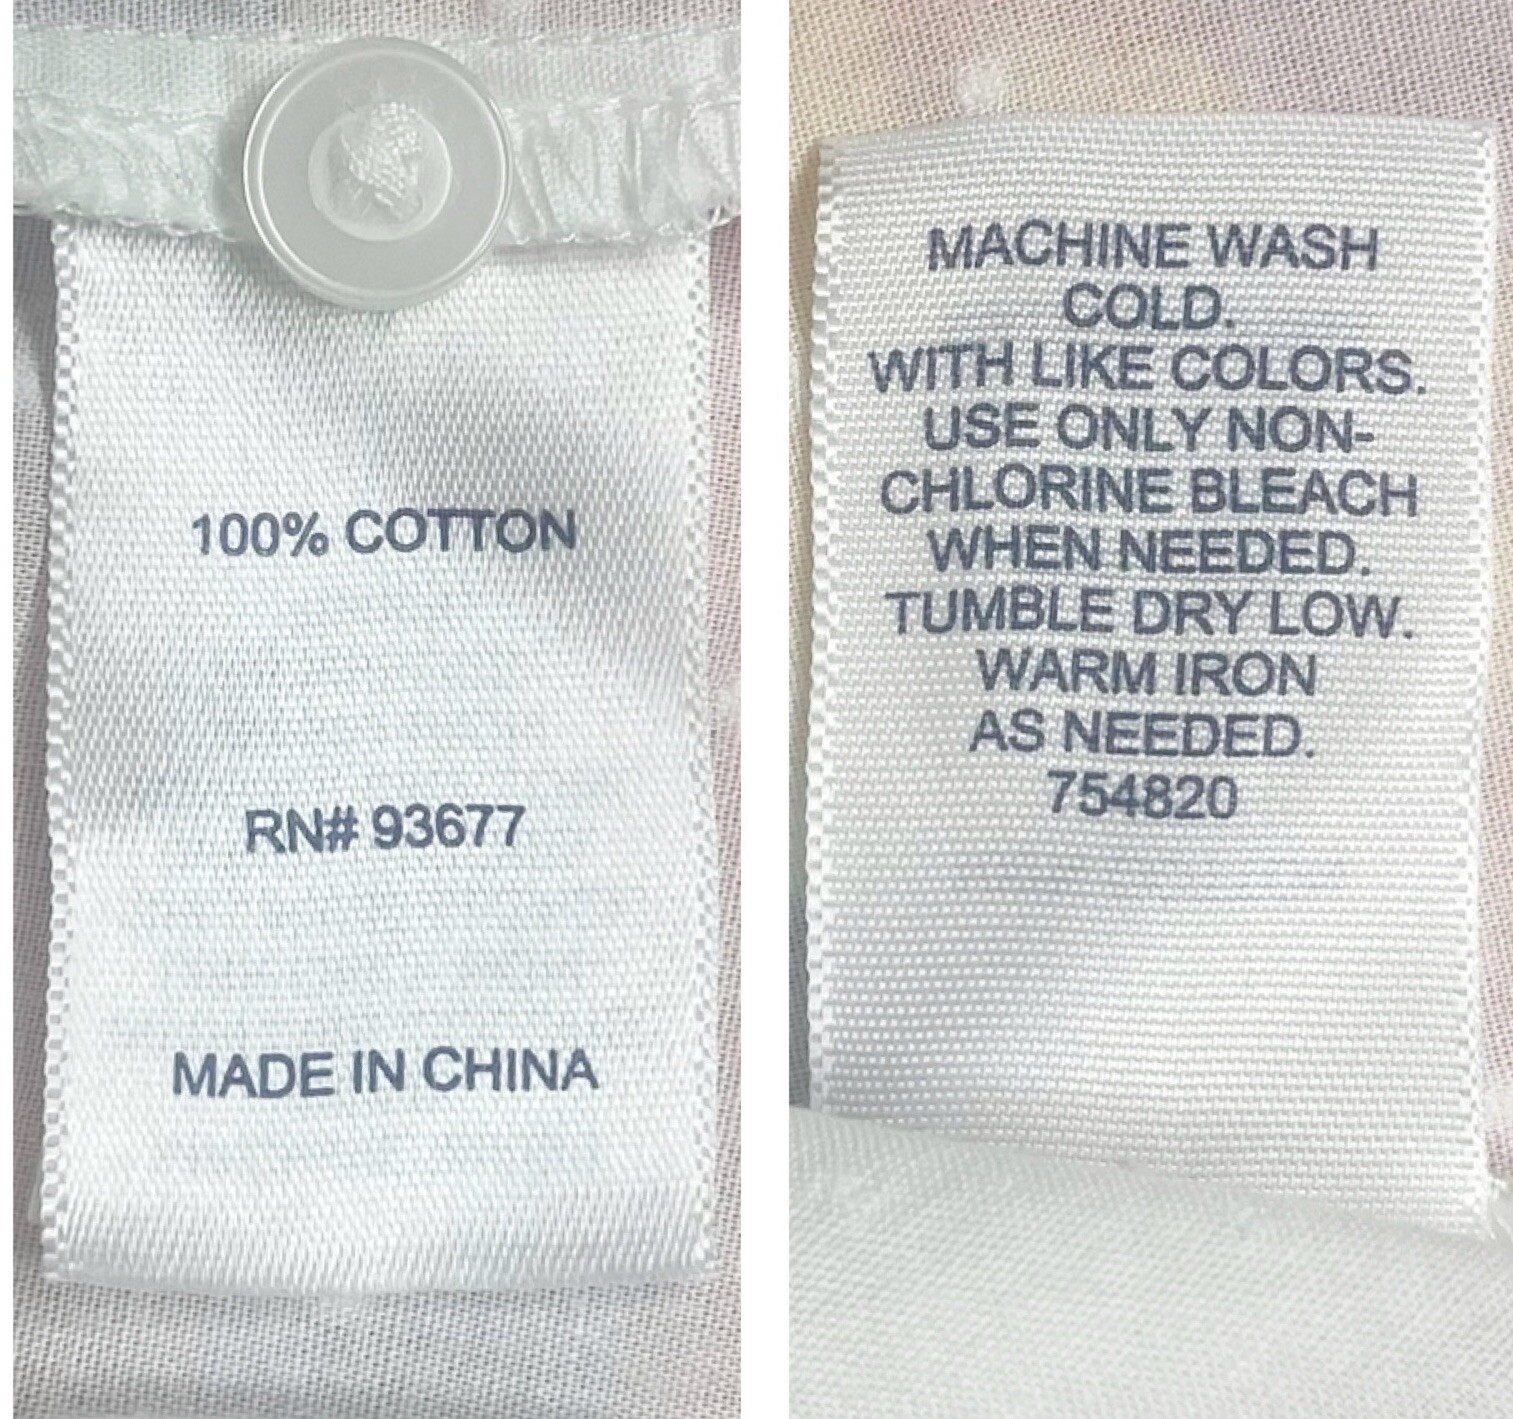 100% COTTON
RN# 93677
MADE IN CHINA
MACHINE WASH
COLD.
WITH LIKE COLORS.
USE ONLY NON-
CHLORINE BLEACH
WHEN NEEDED.
TUMBLE DRY LOW.
WARM IRON
AS NEEDED.
754820